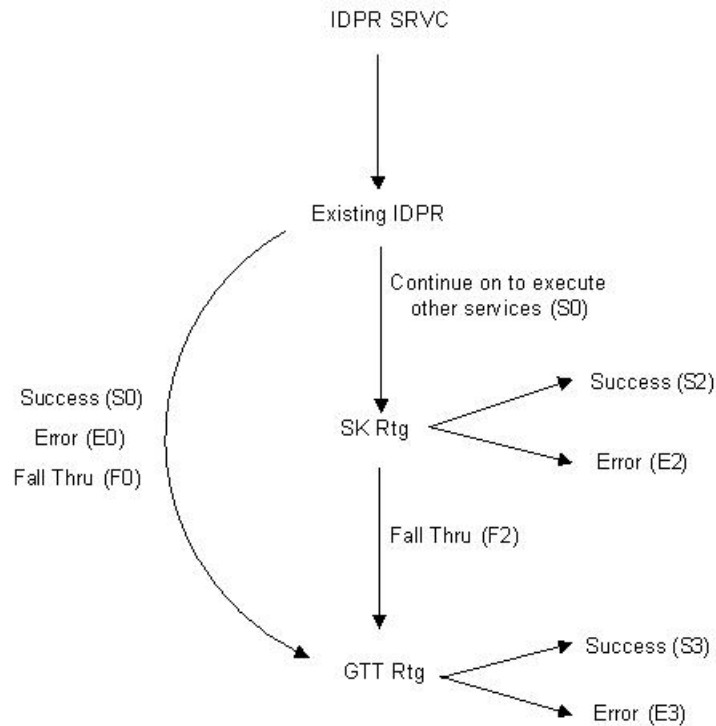 IDPR SRVC
Existing IDPR
Continue on to execute
other services (S0)
Success (S2)
Success (S0)
Error (E0)
SK Rtg
Error (E2)
Fall Thru (F0)
Fall Thru (F2)
Success (S3)
GTT Rtg
Error (E3)